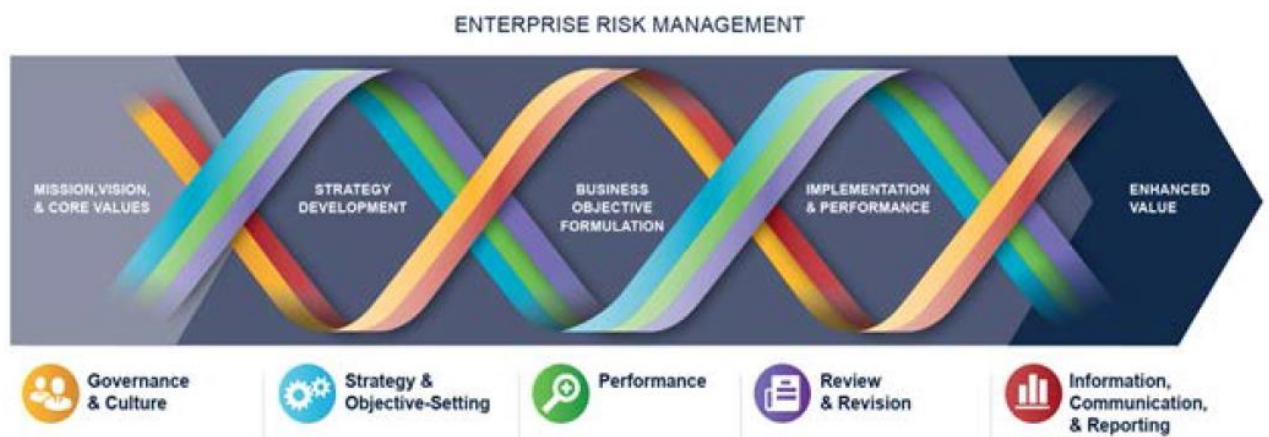 ENTERPRISE RISK MANAGEMENT
MISSION,VISION,
& CORE VALUES
STRATEGY
DEVELOPMENT
BUSINESS
OBJECTIVE
FORMULATION
IMPLEMENTATION
& PERFORMANCE
ENHANCED
VALUE
Governance
& Culture
Strategy &
Objective-Setting
Performance
Review
& Revision
Information,
Communication,
& Reporting